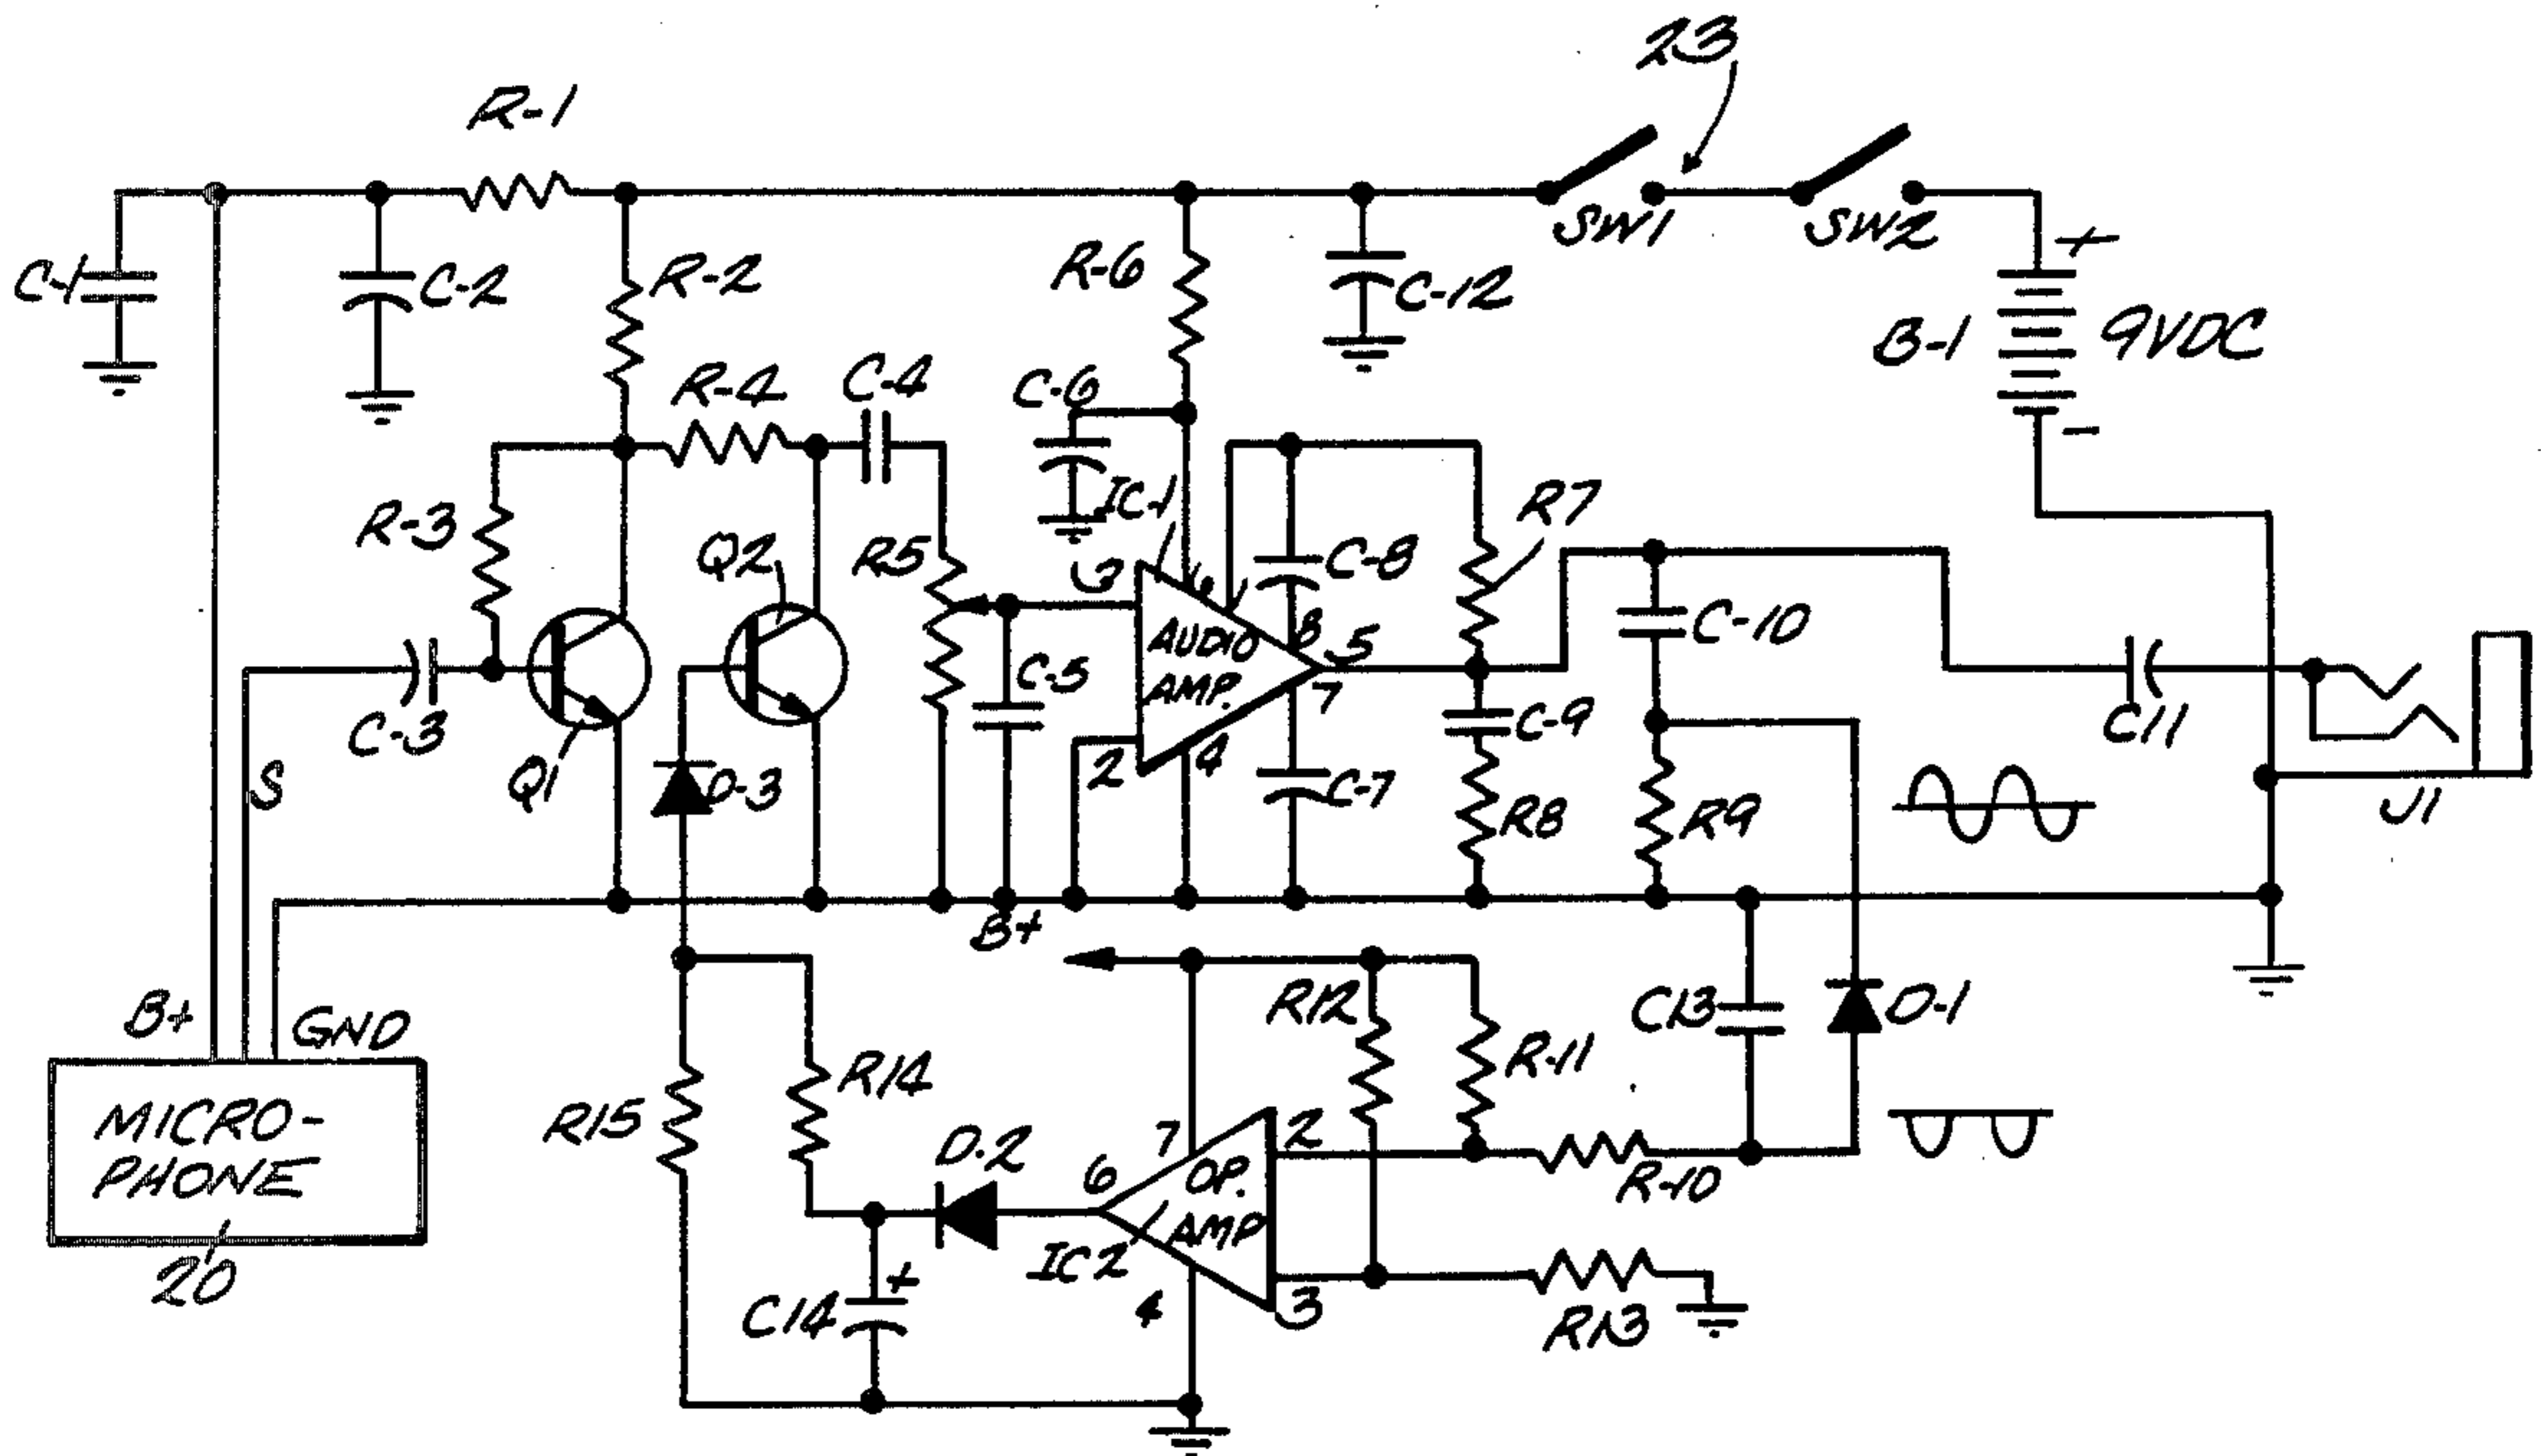 23
R-1
SW1
SW2
C-1
C-2
R-2
R-6
C-12
+
B-1
9VDC
-
R-4
C-4
C-6
R-3
Q2
R5
IC-1
C-8
R7
3
6
1
8
5
AUDIO
AMP.
C-10
C-3
Q1
S
D-3
C-5
2
4
7
C-7
C-9
R8
R9
C11
J1
B+
B+
GND
R12
R-11
C13
D-1
MICRO-
PHONE
20
R15
R14
D-2
6
7
2
OP.
AMP
R-10
IC2
C14
+
4
3
R13